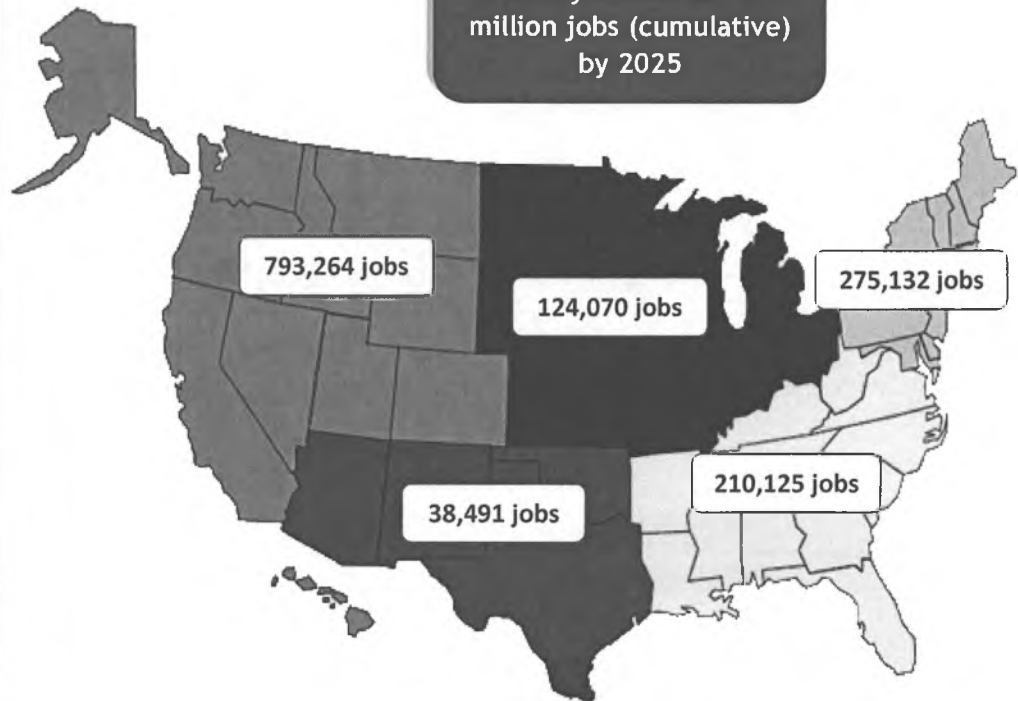 million jobs (cumulative)
by 2025
793,264 jobs
124,070 jobs
275,132 jobs
210,125 jobs
38,491 jobs